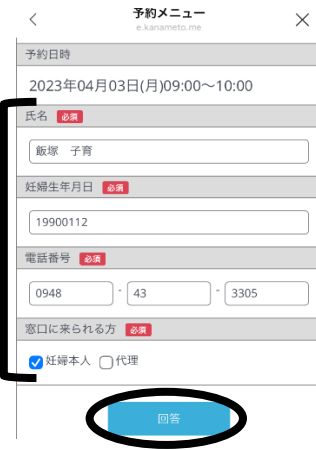 予約メニュー
e.kanameto.me
予約日時
2023年04月03日(月)09:00〜10:00
氏名 必須
飯塚　子育
妊婦生年月日 必須
19900112
電話番号 必須
0948 - 43 - 3305
窓口に来られる方 必須
妊婦本人 代理
回答